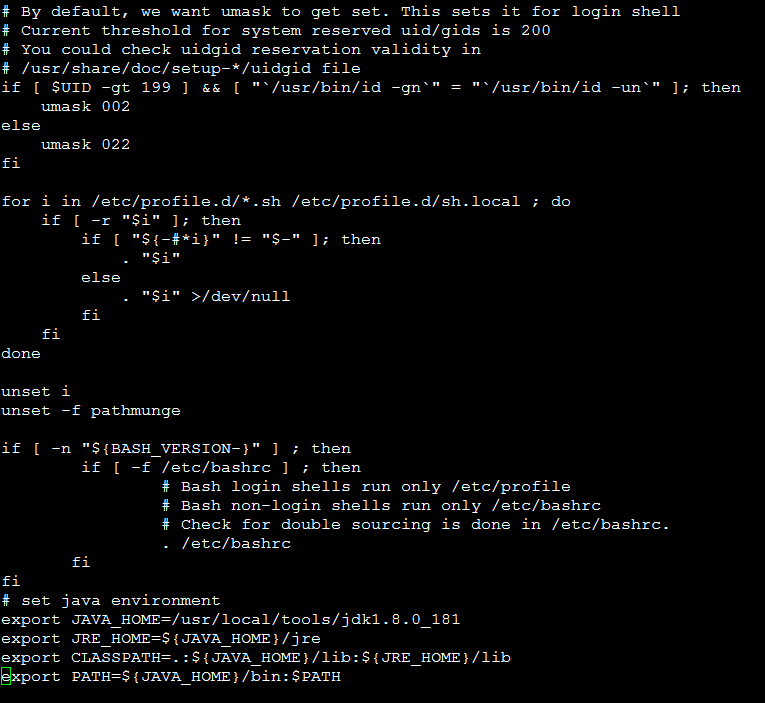 # By default, we want umask to get set. This sets it for login shell
# Current threshold for system reserved uid/gids is 200
# You could check uidgid reservation validity in
# /usr/share/doc/setup-*/uidgid file
if [ $UID -gt 199 ] && [ "`/usr/bin/id -gn`" = "`/usr/bin/id -un`" ]; then
    umask 002
else
    umask 022
fi

for i in /etc/profile.d/*.sh /etc/profile.d/sh.local ; do
    if [ -r "$i" ]; then
        if [ "${-#*i}" != "$-" ]; then
            . "$i"
        else
            . "$i" >/dev/null
        fi
    fi
done

unset i
unset -f pathmunge

if [ -n "${BASH_VERSION-}" ] ; then
        if [ -f /etc/bashrc ] ; then
                # Bash login shells run only /etc/profile
                # Bash non-login shells run only /etc/bashrc
                # Check for double sourcing is done in /etc/bashrc.
                . /etc/bashrc
       fi
fi
# set java environment
export JAVA_HOME=/usr/local/tools/jdk1.8.0_181
export JRE_HOME=${JAVA_HOME}/jre
export CLASSPATH=.:${JAVA_HOME}/lib:${JRE_HOME}/lib
export PATH=${JAVA_HOME}/bin:$PATH